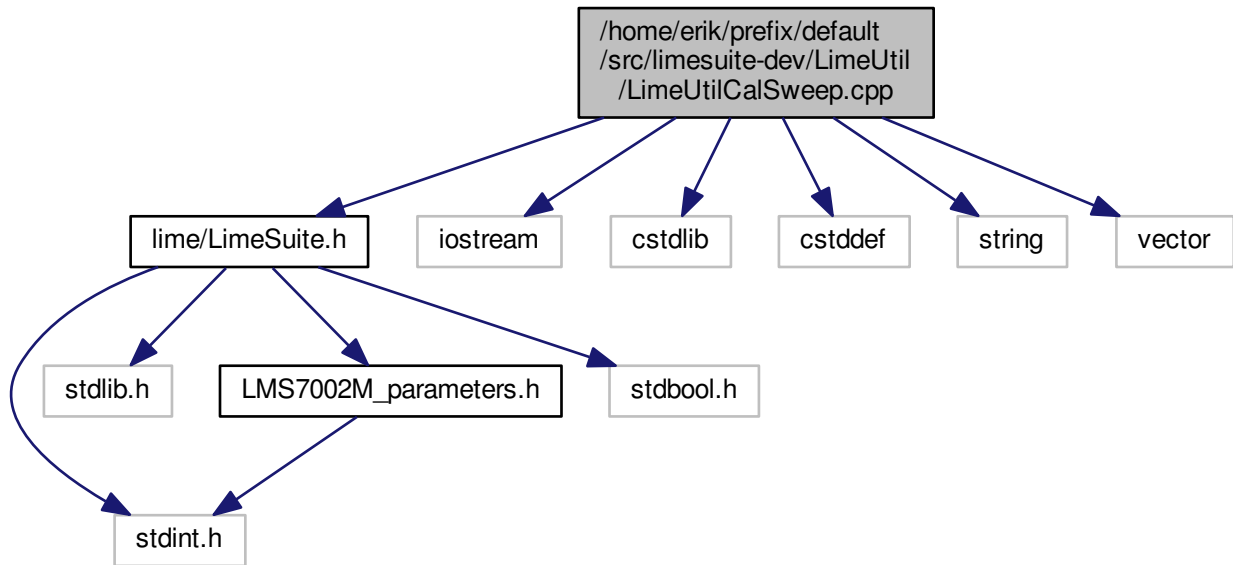 /home/erik/prefix/default
/src/limesuite-dev/LimeUtil
/LimeUtilCalSweep.cpp
lime/LimeSuite.h
iostream
cstdlib
cstddef
string
vector
stdlib.h
LMS7002M_parameters.h
stdbool.h
stdint.h